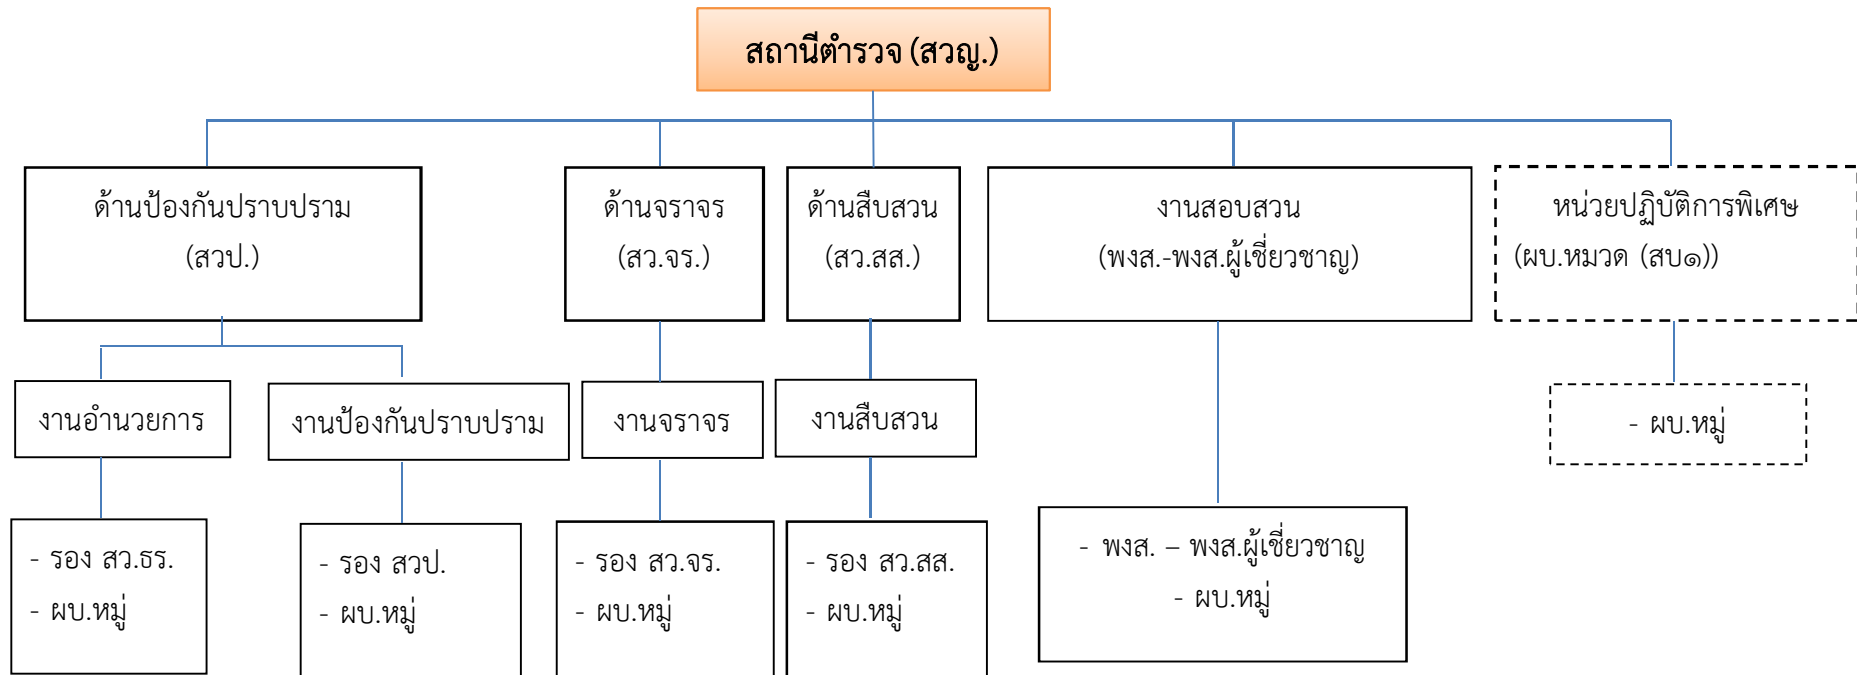 สถานีตำรวจ (สวญ.)
ด้านป้องกันปราบปราม
(สวป.)
ด้านจราจร
(สว.จร.)
ด้านสืบสวน
(สว.สส.)
งานสอบสวน
(พงส.-พงส.ผู้เชี่ยวชาญ)
หน่วยปฏิบัติการพิเศษ
(ผบ.หมวด (สบ๑))
งานอำนวยการ
งานป้องกันปราบปราม
งานจราจร
งานสืบสวน
- ผบ.หมู่
- รอง สว.ธร.
- ผบ.หมู่
- รอง สวป.
- ผบ.หมู่
- รอง สว.จร.
- ผบ.หมู่
- รอง สว.สส.
- ผบ.หมู่
- พงส. – พงส.ผู้เชี่ยวชาญ
- ผบ.หมู่